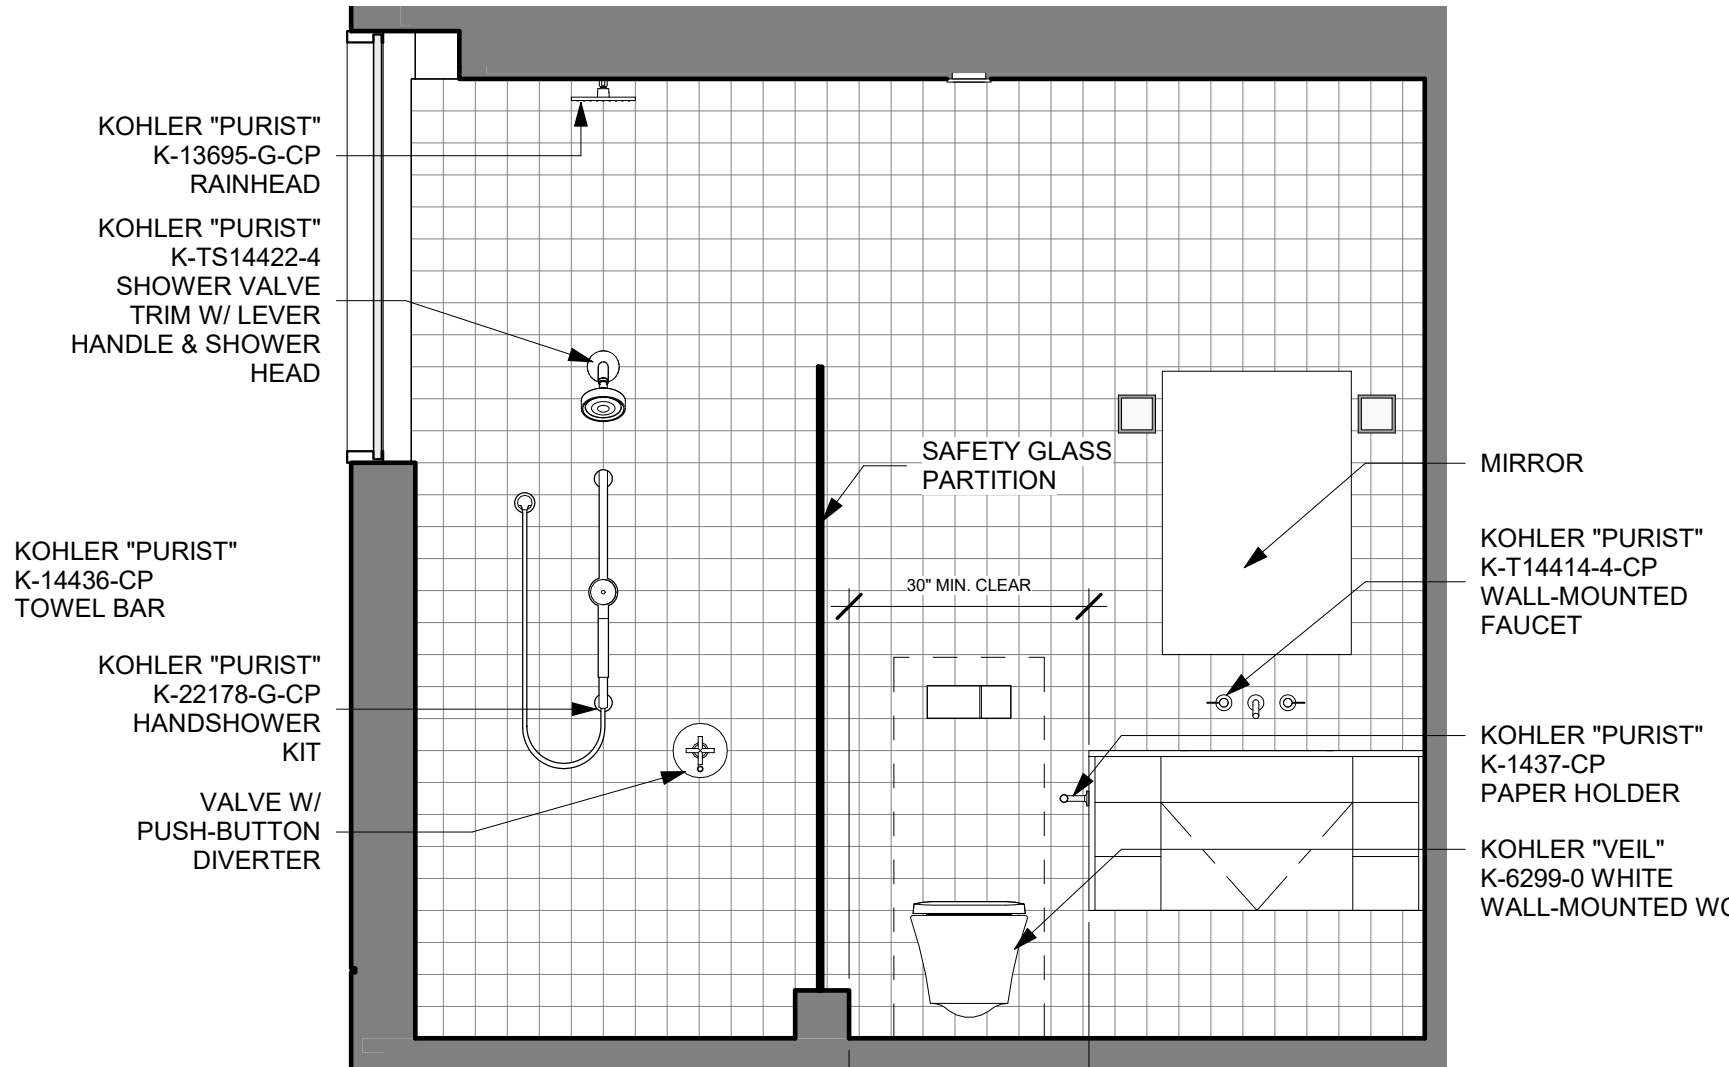 KOHLER "PURIST"
K-13695-G-CP
RAINHEAD
KOHLER "PURIST"
K-TS14422-4
SHOWER VALVE
TRIM W/ LEVER
HANDLE & SHOWER
HEAD
KOHLER "PURIST"
K-14436-CP
TOWEL BAR
KOHLER "PURIST"
K-22178-G-CP
HANDSHOWER
KIT
VALVE W/
PUSH-BUTTON
DIVERTER
SAFETY GLASS
PARTITION
30" MIN. CLEAR
MIRROR
KOHLER "PURIST"
K-T14414-4-CP
WALL-MOUNTED
FAUCET
KOHLER "PURIST"
K-1437-CP
PAPER HOLDER
KOHLER "VEIL"
K-6299-0 WHITE
WALL-MOUNTED WC